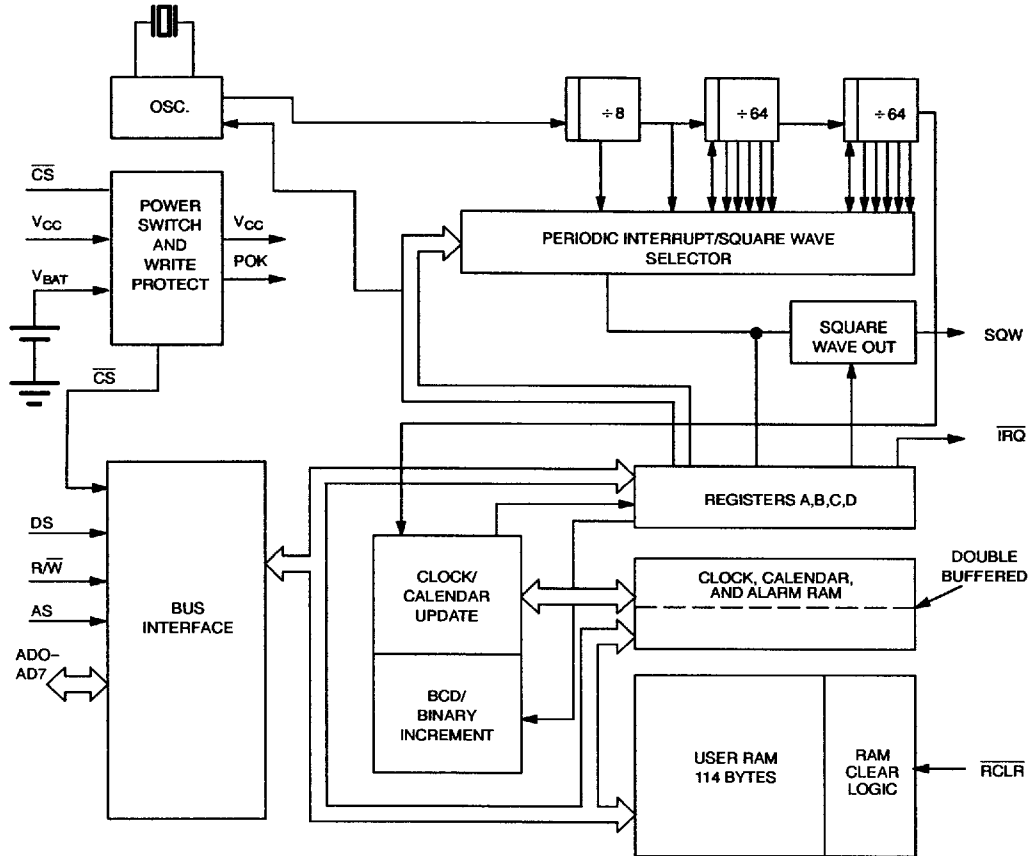 OSC.
÷8
÷64
÷64
CS
VCC
VBAT
POWER
SWITCH
AND
WRITE
PROTECT
VCC
POK
PERIODIC INTERRUPT/SQUARE WAVE
SELECTOR
SQUARE
WAVE OUT
SQW
CS
IRQ
REGISTERS A,B,C,D
DS
R/W
AS
ADO–
AD7
BUS
INTERFACE
CLOCK/
CALENDAR
UPDATE
BCD/
BINARY
INCREMENT
CLOCK, CALENDAR,
AND ALARM RAM
DOUBLE
BUFFERED
USER RAM
114 BYTES
RAM
CLEAR
LOGIC
RCLR